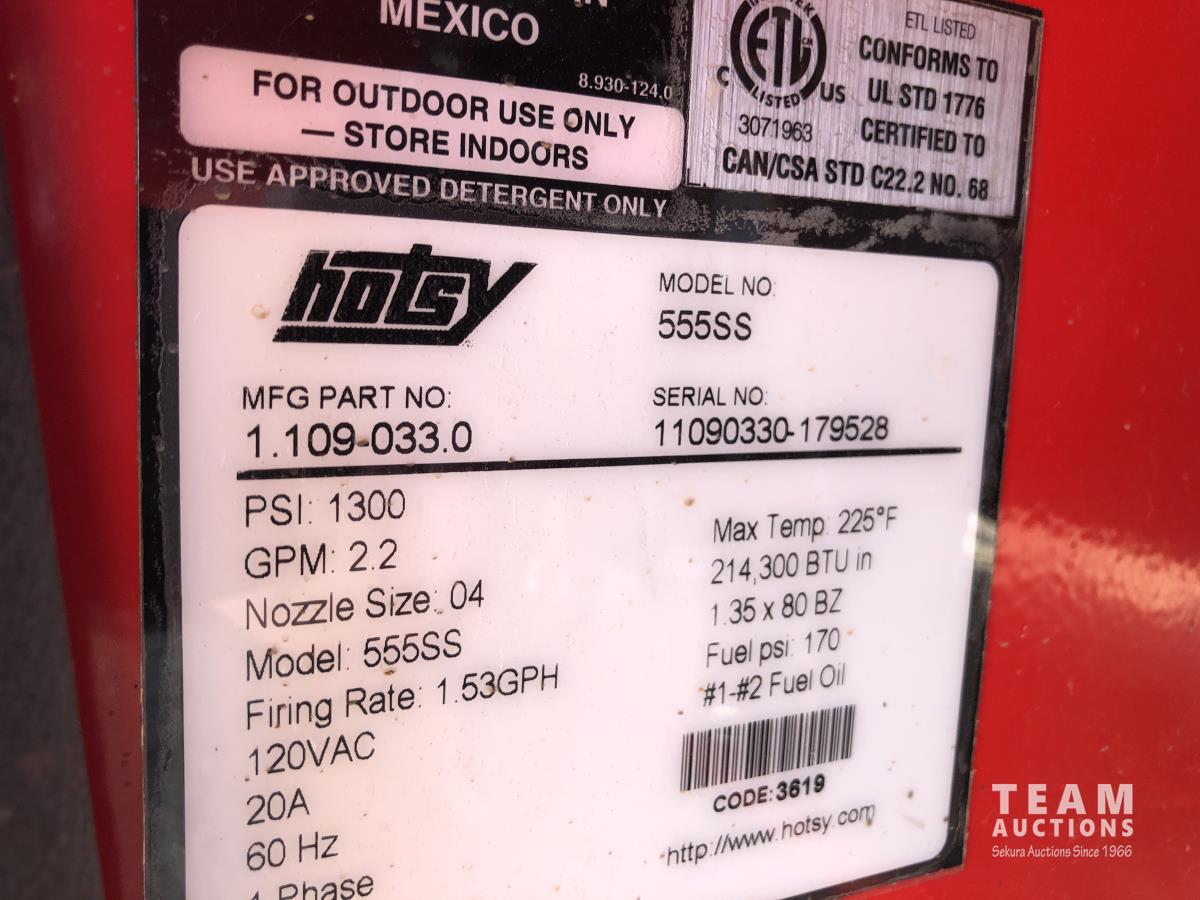 MEXICO
8.930-124.0
FOR OUTDOOR USE ONLY
— STORE INDOORS
USE APPROVED DETERGENT ONLY
ETL
CM
LISTED
C
US
3071963
ETL LISTED
CONFORMS TO
UL STD 1776
CERTIFIED TO
CAN/CSA STD C22.2 NO. 68
hotsy
MODEL NO:
555SS
MFG PART NO:
1.109-033.0
SERIAL NO:
11090330-179528
PSI: 1300
GPM: 2.2
Nozzle Size: 04
Model: 555SS
Firing Rate: 1.53GPH
120VAC
20A
60 Hz
1 Phase
Max Temp: 225°F
214,300 BTU in
1.35 x 80 BZ
Fuel psi: 170
#1-#2 Fuel Oil
CODE: 3619
http://www.hotsy.com
TEAM
AUCTIONS
Sekura Auctions Since 1966